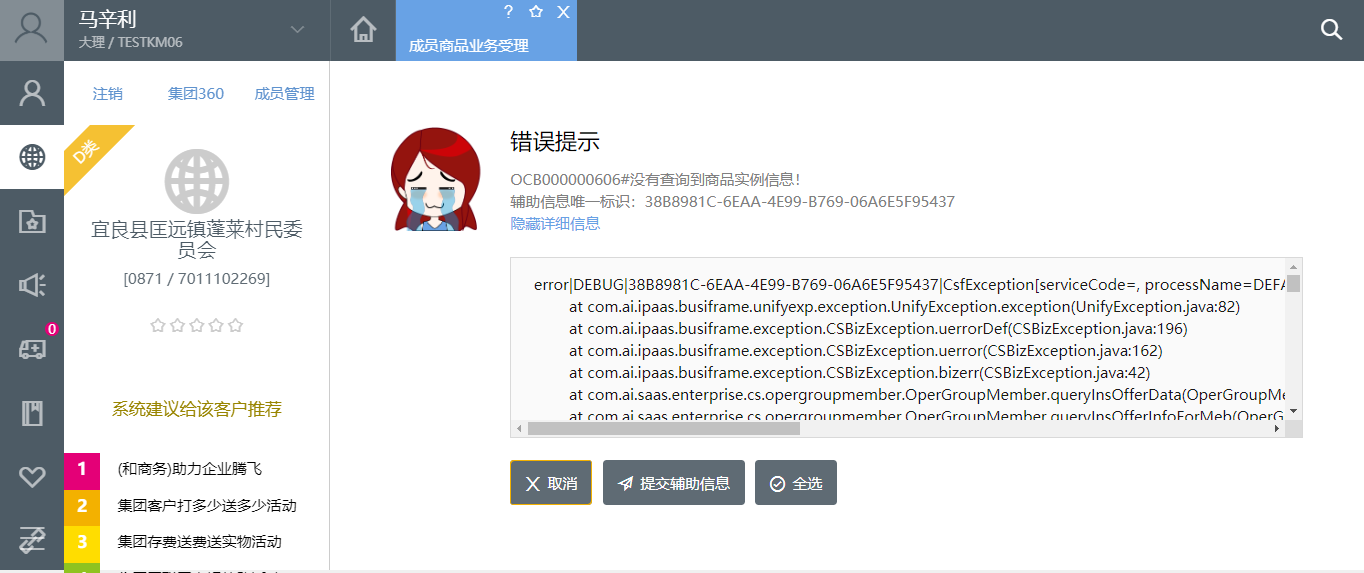 马辛利
大理 / TESTKM06
? X
成员商品业务受理
注销 集团360 成员管理
D类
宜良县匡远镇蓬莱村民委
员会
[0871 / 7011102269]
0
系统建议给该客户推荐
1 (和商务)助力企业腾飞
2 集团客户打多少送多少活动
3 集团存费送费送实物活动
错误提示
OCB000000606#没有查询到商品实例信息!
辅助信息唯一标识：38B8981C-6EAA-4E99-B769-06A6E5F95437
隐藏详细信息
error|DEBUG|38B8981C-6EAA-4E99-B769-06A6E5F95437|CsfException[serviceCode=, processName=DEFA
at com.ai.ipaas.busiframe.unifyexp.exception.UnifyException.exception(UnifyException.java:82)
at com.ai.ipaas.busiframe.exception.CSBizException.uerrorDef(CSBizException.java:196)
at com.ai.ipaas.busiframe.exception.CSBizException.uerror(CSBizException.java:162)
at com.ai.ipaas.busiframe.exception.CSBizException.bizerr(CSBizException.java:42)
at com.ai.saas.enterprise.cs.opergroupmember.OperGroupMember.queryInsOfferData(OperGroupMe
at com.ai.saas.enterprise.cs.opergroupmember.OperGroupMember.queryInsOfferInfoForMeb(OperG
X 取消 提交辅助信息 全选